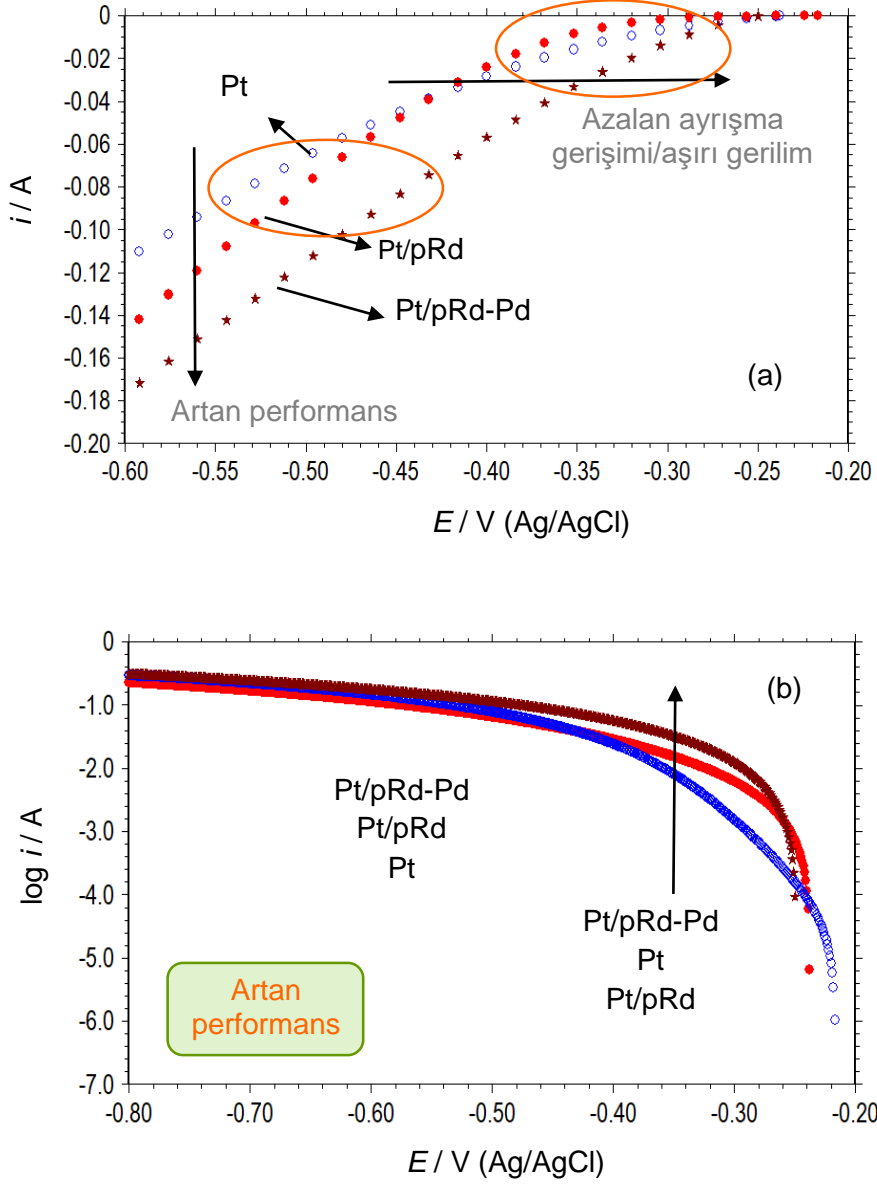 0
-0.02
-0.04
-0.06
-0.08
-0.10
-0.12
-0.14
-0.16
-0.18
-0.20
i / A
Pt
Azalan ayrışma
gerişimi/aşırı gerilim
Pt/pRd
Pt/pRd-Pd
(a)
Artan performans
-0.60
-0.55
-0.50
-0.45
-0.40
-0.35
-0.30
-0.25
-0.20
E / V (Ag/AgCl)
0
-1.0
-2.0
-3.0
-4.0
-5.0
-6.0
-7.0
log i / A
(b)
Pt/pRd-Pd
Pt/pRd
Pt
Pt/pRd-Pd
Pt
Pt/pRd
Artan
performans
-0.80
-0.70
-0.60
-0.50
-0.40
-0.30
-0.20
E / V (Ag/AgCl)